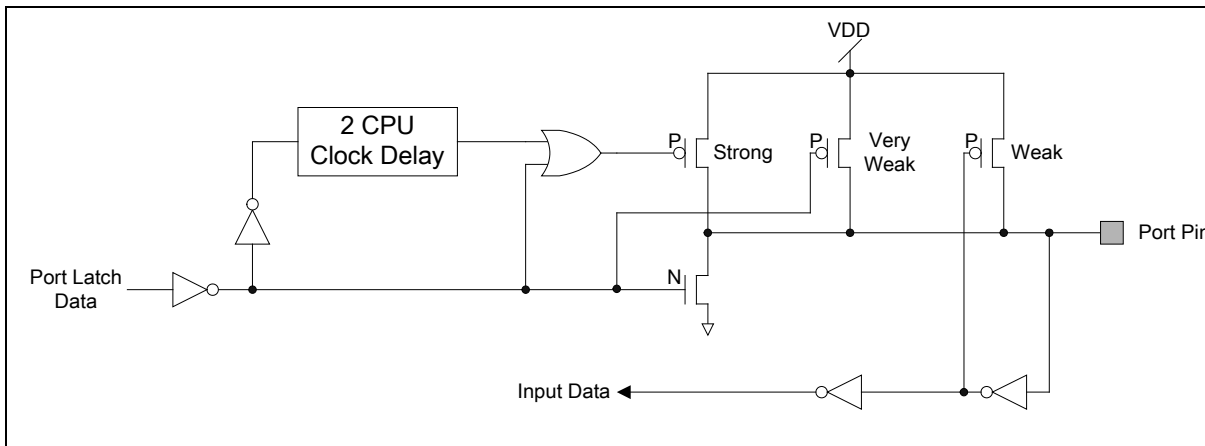 VDD
2 CPU
Clock Delay
P
Strong
P
Very
Weak
P
Weak
Port Pin
N
Port Latch
Data
Input Data